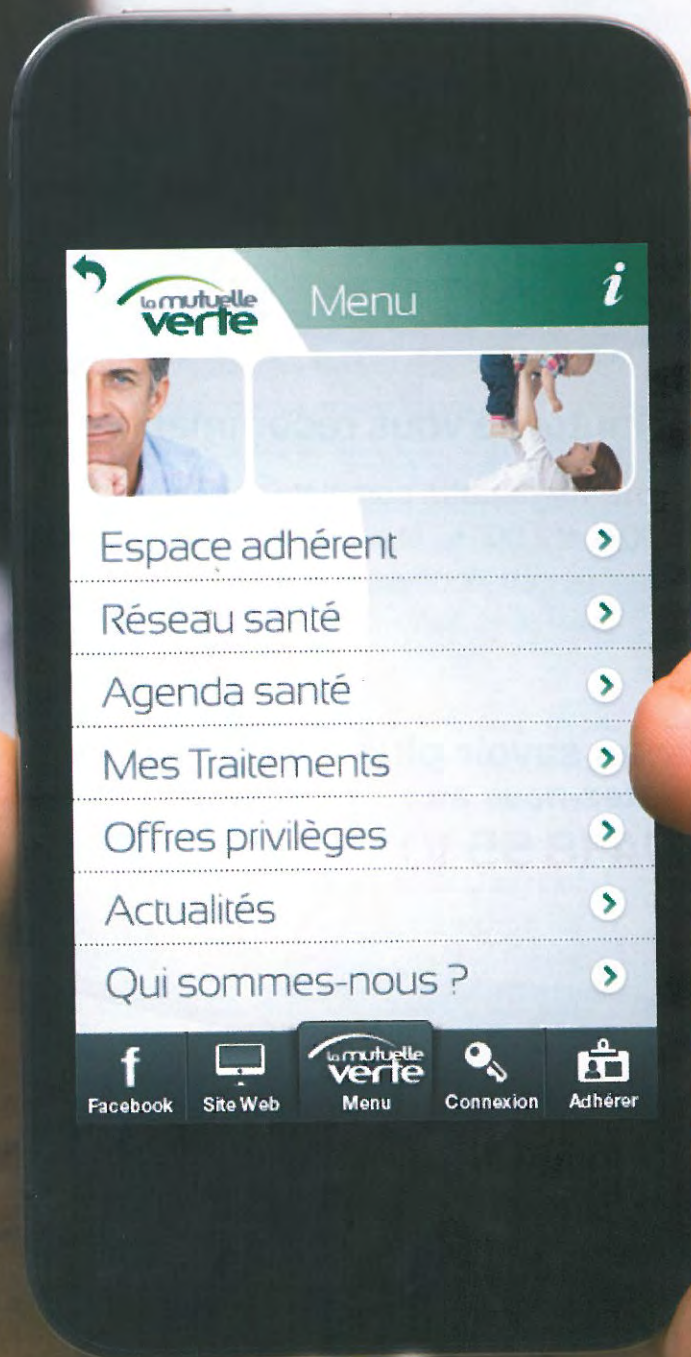 la mutuelle
verte
Menu
i
Espace adhérent
Réseau santé
Agenda santé
Mes Traitements
Offres privilèges
Actualités
Qui sommes-nous ?
f
la mutuelle
verte
Facebook
Site Web
Menu
Connexion
Adhérer